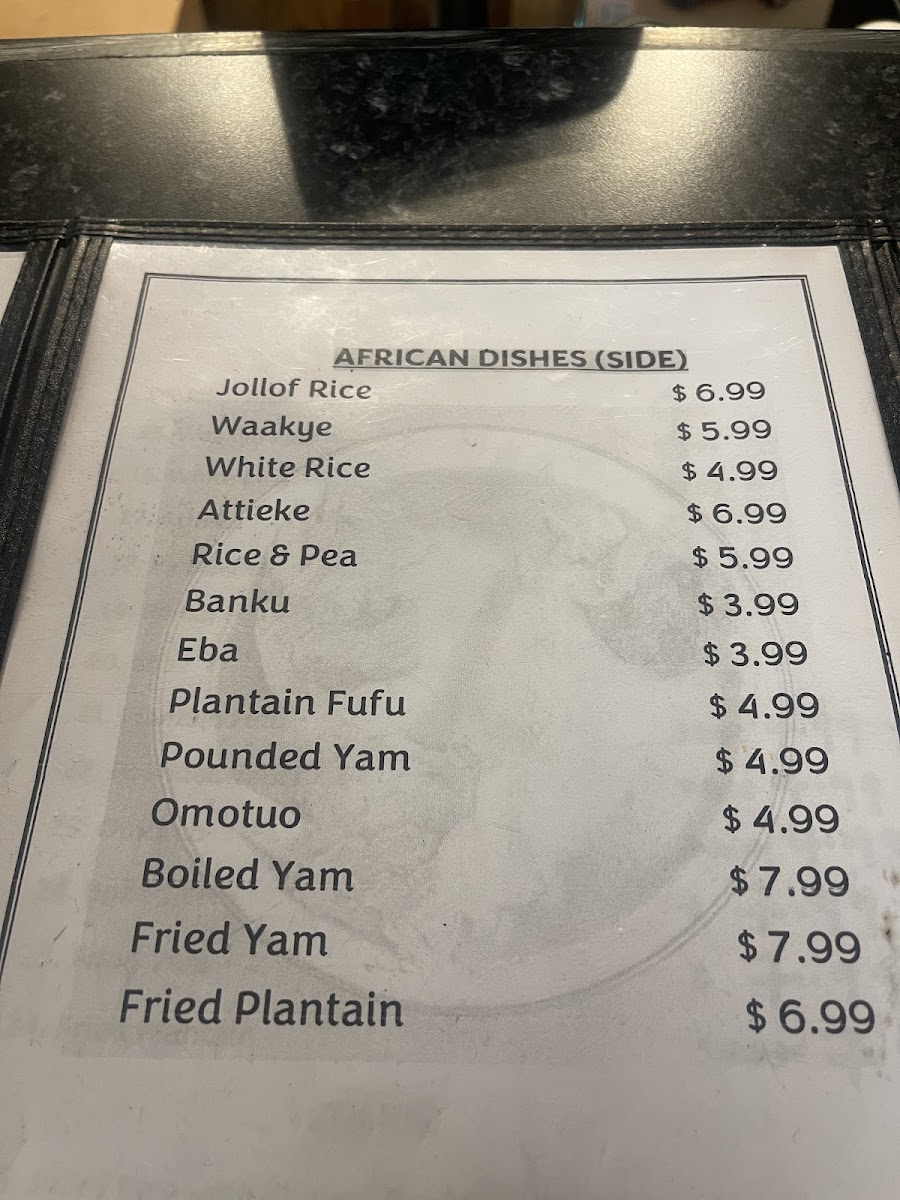 AFRICAN DISHES (SIDE)
Jollof Rice $ 6.99
Waakye $ 5.99
White Rice $ 4.99
Attieke $ 6.99
Rice & Pea $ 5.99
Banku $ 3.99
Eba $ 3.99
Plantain Fufu $ 4.99
Pounded Yam $ 4.99
Omotuo $ 4.99
Boiled Yam $ 7.99
Fried Yam $ 7.99
Fried Plantain $ 6.99